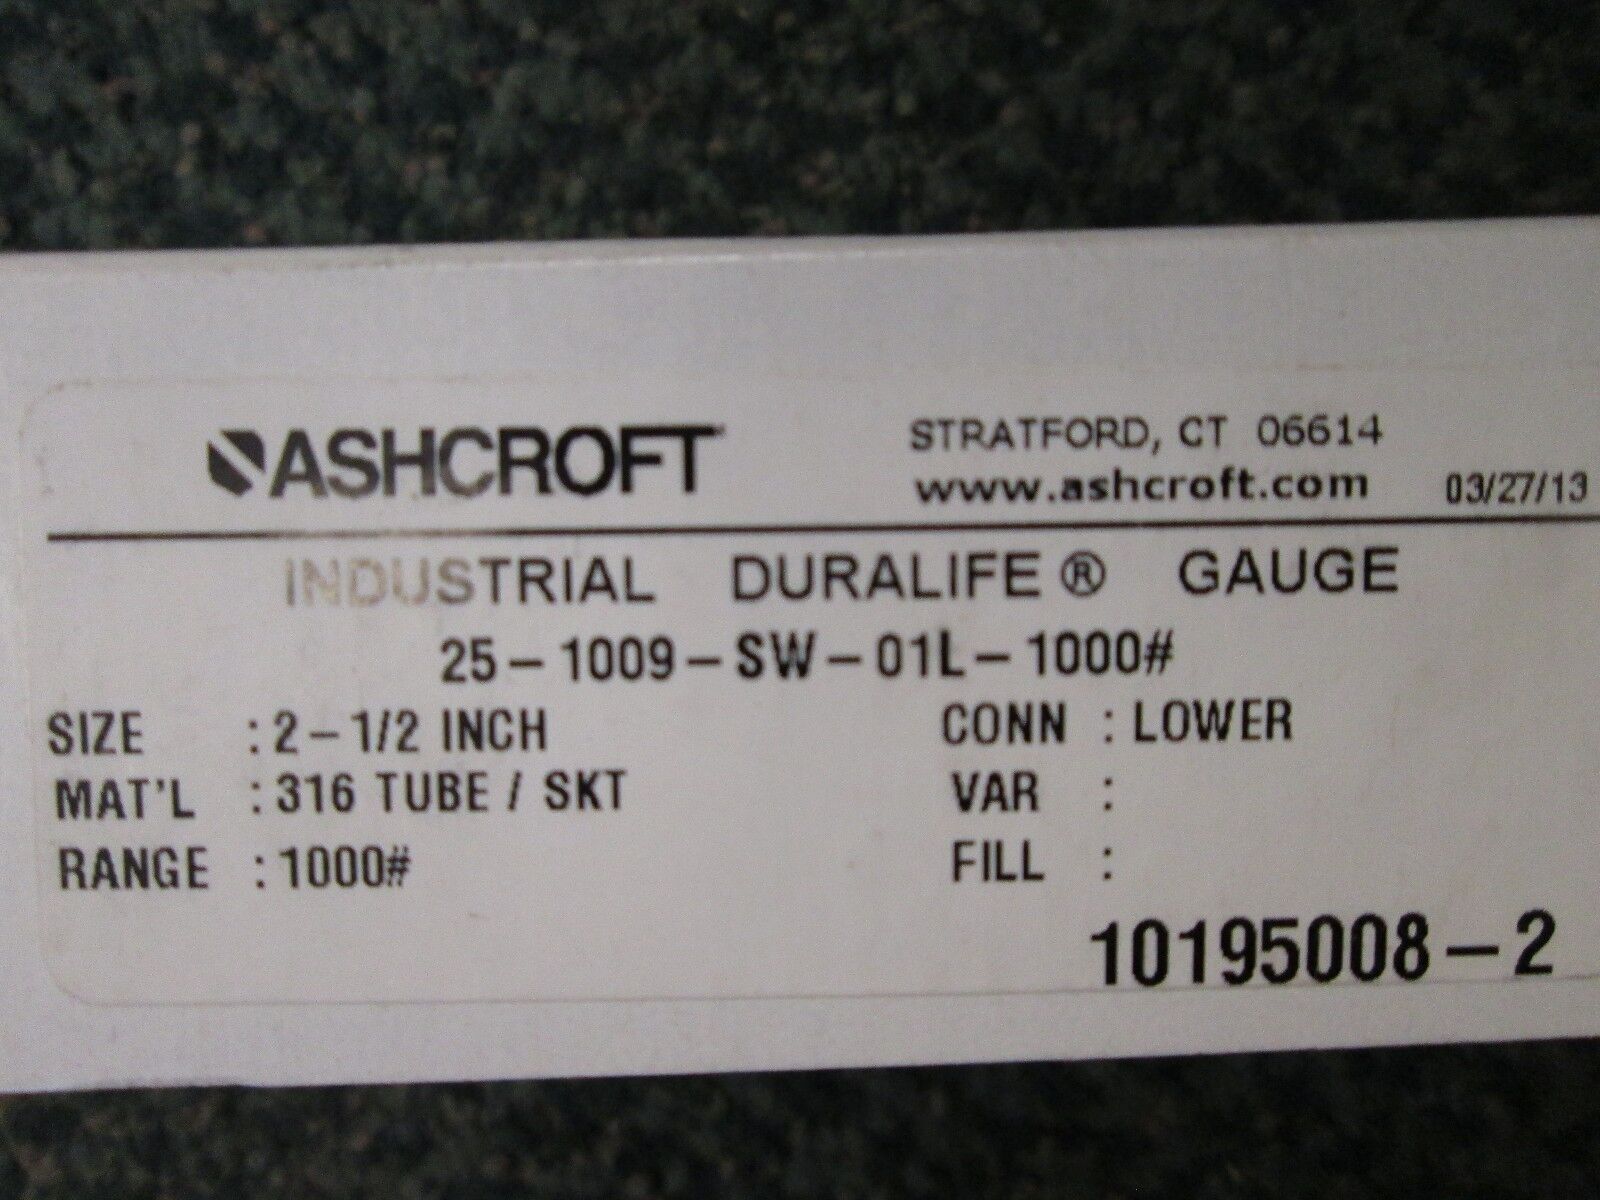 ASHCROFT
STRATFORD, CT 06614
www.ashcroft.com 03/27/13
INDUSTRIAL DURALIFE® GAUGE
25-1009-SW-01L-1000#
SIZE : 2-1/2 INCH CONN : LOWER
MAT'L : 316 TUBE / SKT VAR :
RANGE : 1000# FILL :
10195008-2